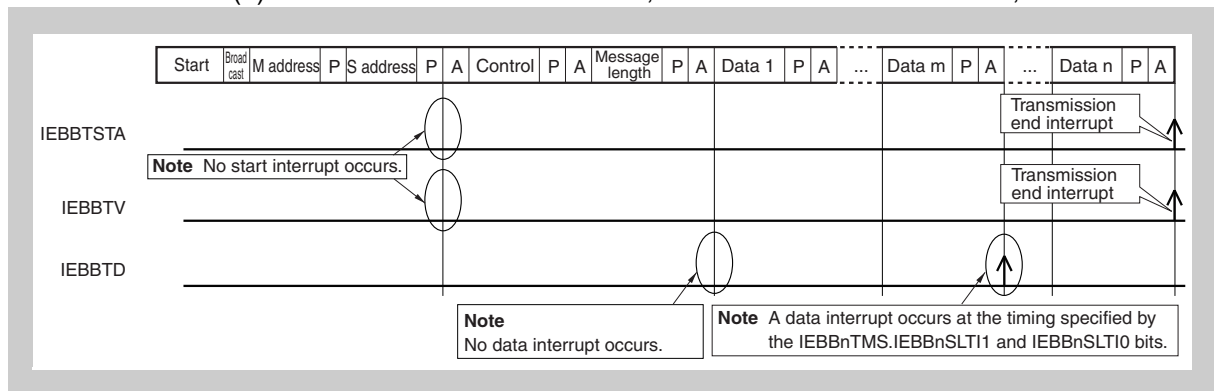 Start Broad cast M address P S address P A Control P A Message length P A Data 1 P A ... Data m P A ... Data n P A
Transmission
end interrupt
IEBBTSTA
Note No start interrupt occurs.
Transmission
end interrupt
IEBBTV
IEBBTD
Note
No data interrupt occurs.
Note A data interrupt occurs at the timing specified by
the IEBBnTMS.IEBBnSLTI1 and IEBBnSLTI0 bits.